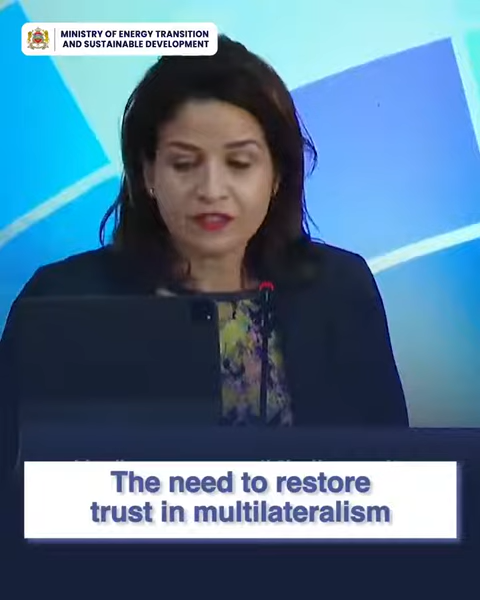 MINISTRY OF ENERGY TRANSITION
AND SUSTAINABLE DEVELOPMENT
The need to restore
trust in multilateralism